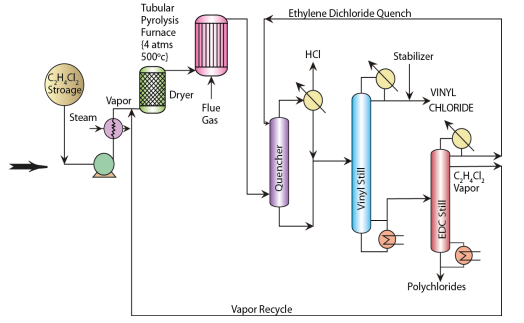 Tubular
Pyrolysis
Furnace
(4 atms
500°c)
Ethylene Dichloride Quench
C2H4Cl2
Stroage
Vapor
Steam
Dryer
Flue
Gas
HCl
Stabilizer
VINYL
CHLORIDE
Quencher
Vinyl Still
EDC Still
C2H4Cl2
Vapor
Polychlorides
Vapor Recycle